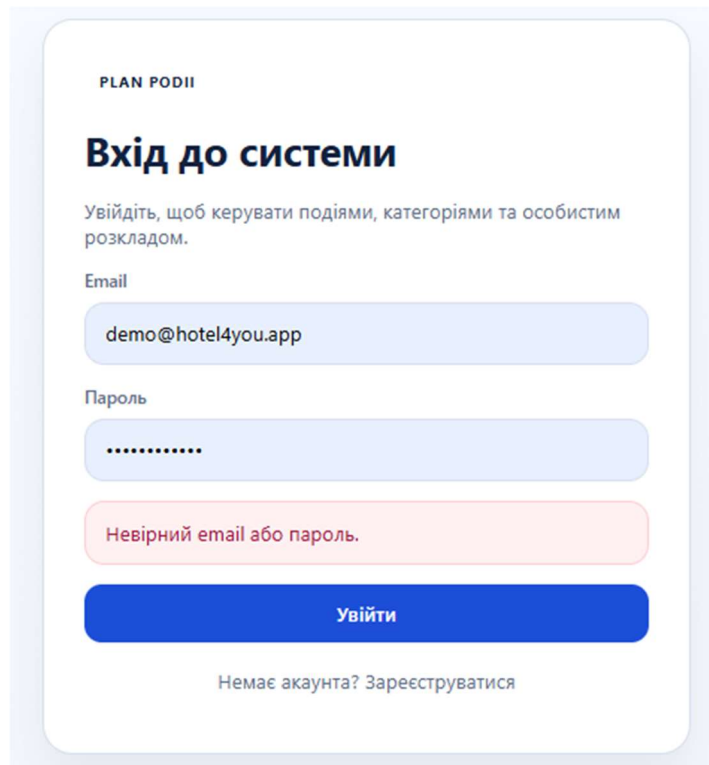 PLAN PODII
Вхід до системи
Увійдіть, щоб керувати подіями, категоріями та особистим
розкладом.
Email
demo@hotel4you.app
Пароль
••••••••••••
Невірний email або пароль.
Увійти
Немає акаунта? Зареєструватися